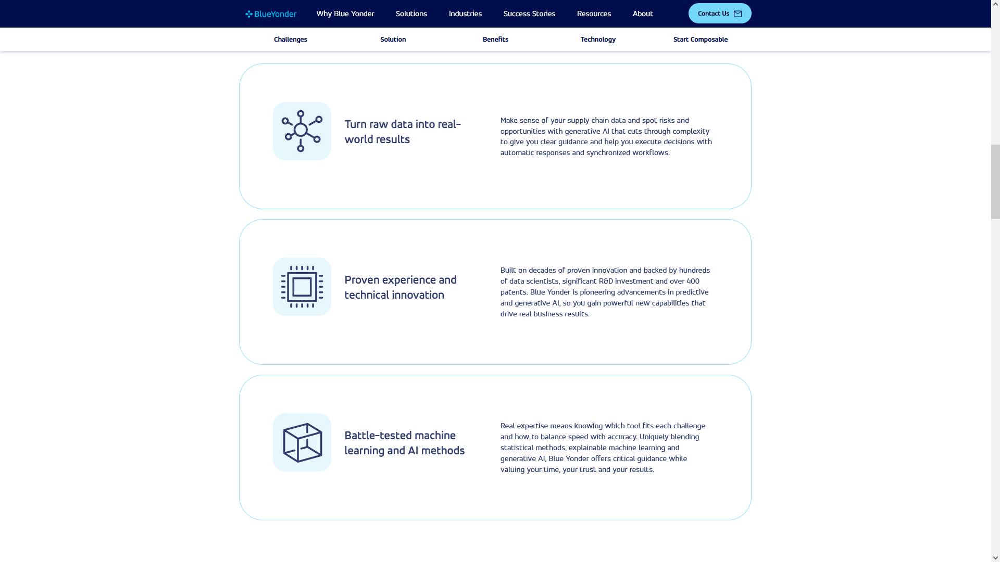 BlueYonder
Why Blue Yonder
Solutions
Industries
Success Stories
Resources
About
Contact Us
Challenges
Solution
Benefits
Technology
Start Composable
Turn raw data into real-
world results
Make sense of your supply chain data and spot risks and
opportunities with generative AI that cuts through complexity
to give you clear guidance and help you execute decisions with
automatic responses and synchronized workflows.
Proven experience and
technical innovation
Built on decades of proven innovation and backed by hundreds
of data scientists, significant R&D investment and over 400
patents. Blue Yonder is pioneering advancements in predictive
and generative AI, so you gain powerful new capabilities that
drive real business results.
Battle-tested machine
learning and AI methods
Real expertise means knowing which tool fits each challenge
and how to balance speed with accuracy. Uniquely blending
statistical methods, explainable machine learning and
generative AI, Blue Yonder offers critical guidance while
valuing your time, your trust and your results.